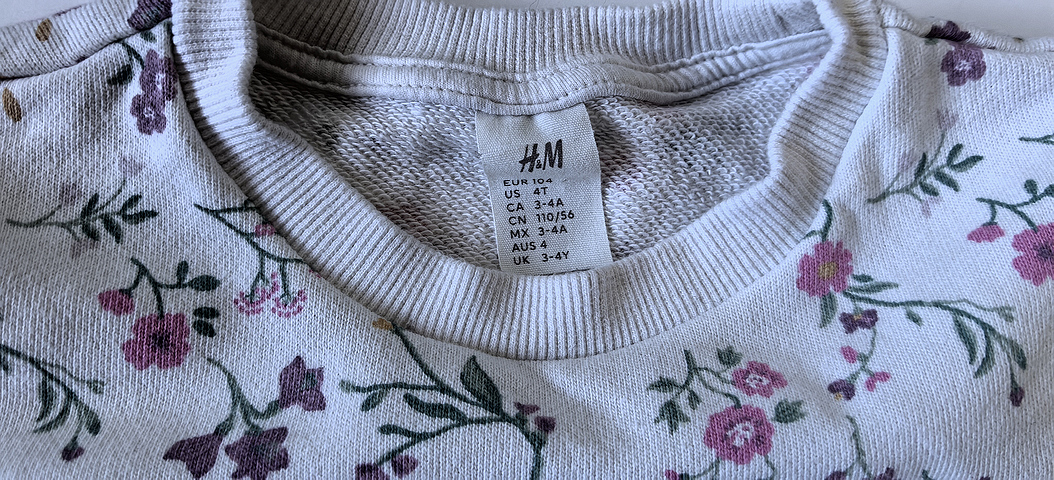 H&M
EUR 104
US 4T
CA 3-4A
CN 110/56
MX 3-4A
AUS 4
UK 3-4Y